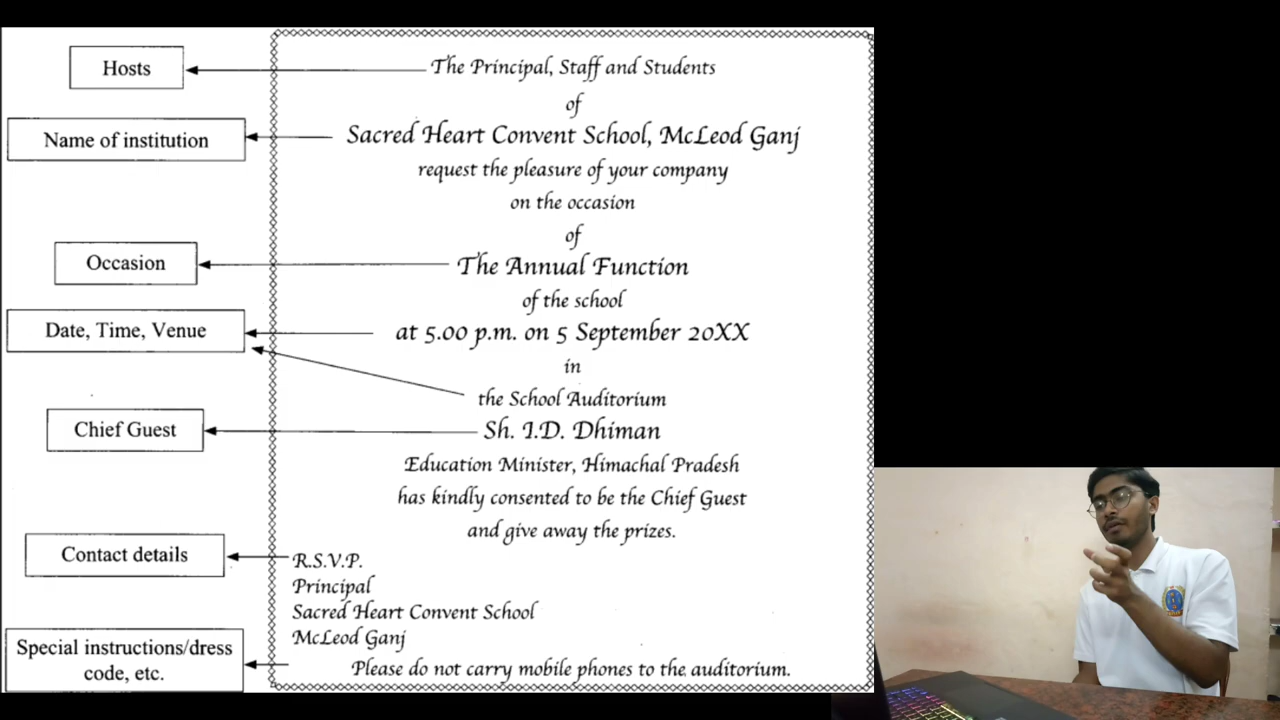 Hosts
The Principal, Staff and Students
of
Name of institution
Sacred Heart Convent School, McLeod Ganj
request the pleasure of your company
on the occasion
of
Occasion
The Annual Function
of the school
Date, Time, Venue
at 5.00 p.m. on 5 September 20XX
in
the School Auditorium
Chief Guest
Sh. I.D. Dhiman
Education Minister, Himachal Pradesh
has kindly consented to be the Chief Guest
and give away the prizes.
Contact details
R.S.V.P.
Principal
Sacred Heart Convent School
McLeod Ganj
Special instructions/dress
code, etc.
Please do not carry mobile phones to the auditorium.